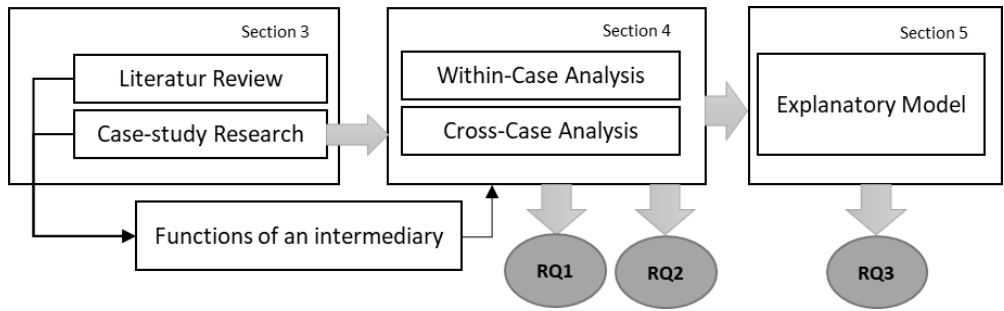 Section 3
Literatur Review
Case-study Research
Functions of an intermediary
Section 4
Within-Case Analysis
Cross-Case Analysis
RQ1
RQ2
Section 5
Explanatory Model
RQ3